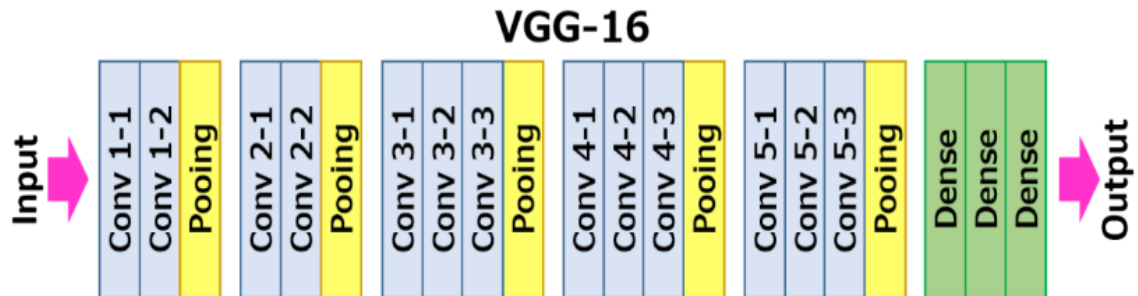 VGG-16
Input
Conv 1-1
Conv 1-2
Pooing
Conv 2-1
Conv 2-2
Pooing
Conv 3-1
Conv 3-2
Conv 3-3
Pooing
Conv 4-1
Conv 4-2
Conv 4-3
Pooing
Conv 5-1
Conv 5-2
Conv 5-3
Pooing
Dense
Dense
Dense
Output